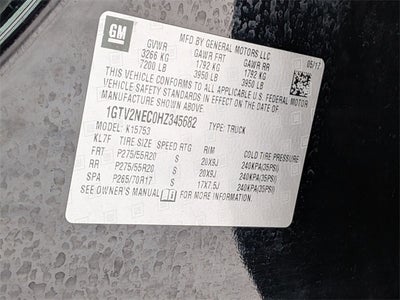 GM
MFD BY GENERAL MOTORS LLC
GVWR GAWR FRT GAWR RR 05/17
3266 KG 1792 KG 1792 KG
7200 LB 3950 LB 3950 LB
THIS VEHICLE CONFORMS TO ALL APPLICABLE U.S. FEDERAL MOTOR
VEHICLE SAFETY STANDARDS IN EFFECT ON THE DATE OF
MANUFACTURE SHOWN ABOVE.
1GTV2NEC0HZ345682 TYPE: TRUCK
MODEL: K15753
KL7F TIRE SIZE SPEED RTG RIM COLD TIRE PRESSURE
FRT P275/55R20 S 20X9J 240KPA(35PSI)
RR P275/55R20 S 20X9J 240KPA(35PSI)
SPA P265/70R17 S 17X7.5J 240KPA(35PSI)
SEE OWNER'S MANUAL FOR MORE INFORMATION.